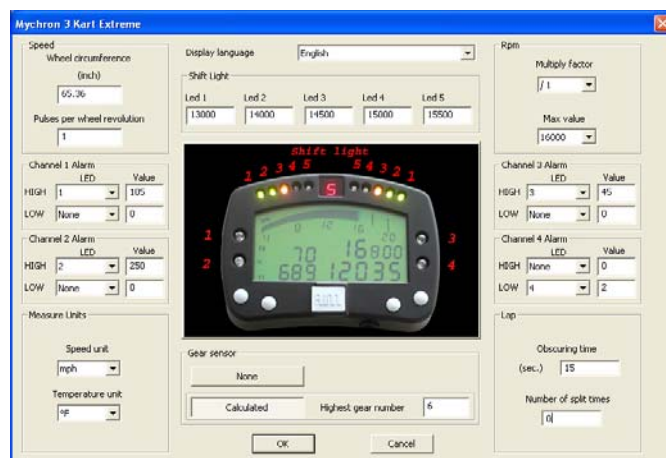 Mychron 3 Kart Extreme
Speed
Wheel circumference
(inch)
65.36
Pulses per wheel revolution
1
Display language
English
Shift Light
Led 1 Led 2 Led 3 Led 4 Led 5
13000 14000 14500 15000 15500
Rpm
Multiply factor
/ 1
Max value
16000
Channel 1 Alarm
LED Value
HIGH 1 105
LOW None 0
Channel 2 Alarm
LED Value
HIGH 2 250
LOW None 0
Shift light
1 2 3 4 5 5 4 3 2 1
S
1
2
3
4
8 10 12 16 20
70 16800
689 12035
Channel 3 Alarm
LED Value
HIGH 3 45
LOW None 0
Channel 4 Alarm
LED Value
HIGH None 0
LOW 4 2
Measure Units
Speed unit
mph
Temperature unit
°F
Gear sensor
None
Calculated
Highest gear number 6
Lap
Obscuring time
(sec.) 15
Number of split times
0
OK Cancel